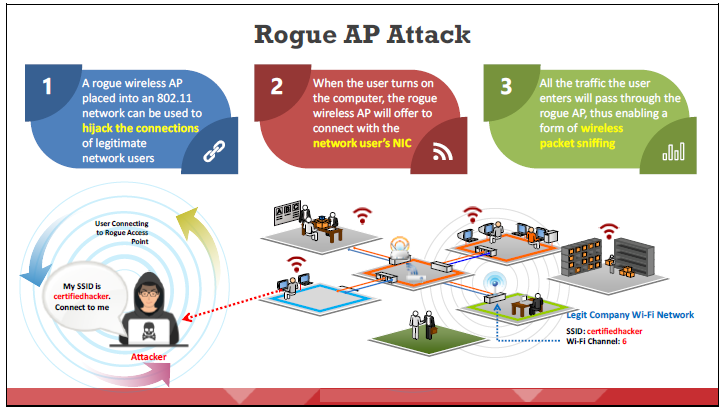 Rogue AP Attack
1
A rogue wireless AP
placed into an 802.11
network can be used to
hijack the connections
of legitimate
network users
2
When the user turns on
the computer, the rogue
wireless AP will offer to
connect with the
network user's NIC
3
All the traffic the user
enters will pass through the
rogue AP, thus enabling a
form of wireless
packet sniffing
User Connecting
to Rogue Access
Point
My SSID is
certifiedhacker.
Connect to me
Attacker
ABC
Legit Company Wi-Fi Network
SSID: certifiedhacker
Wi-Fi Channel: 6